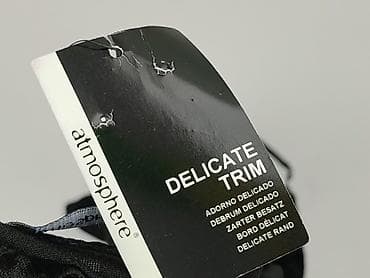 atmosphere®
DELICATE
TRIM
ADORNO DELICADO
DEBRUM DELICADO
ZARTER BESATZ
BORD DÉLICAT
DELICATE RAND